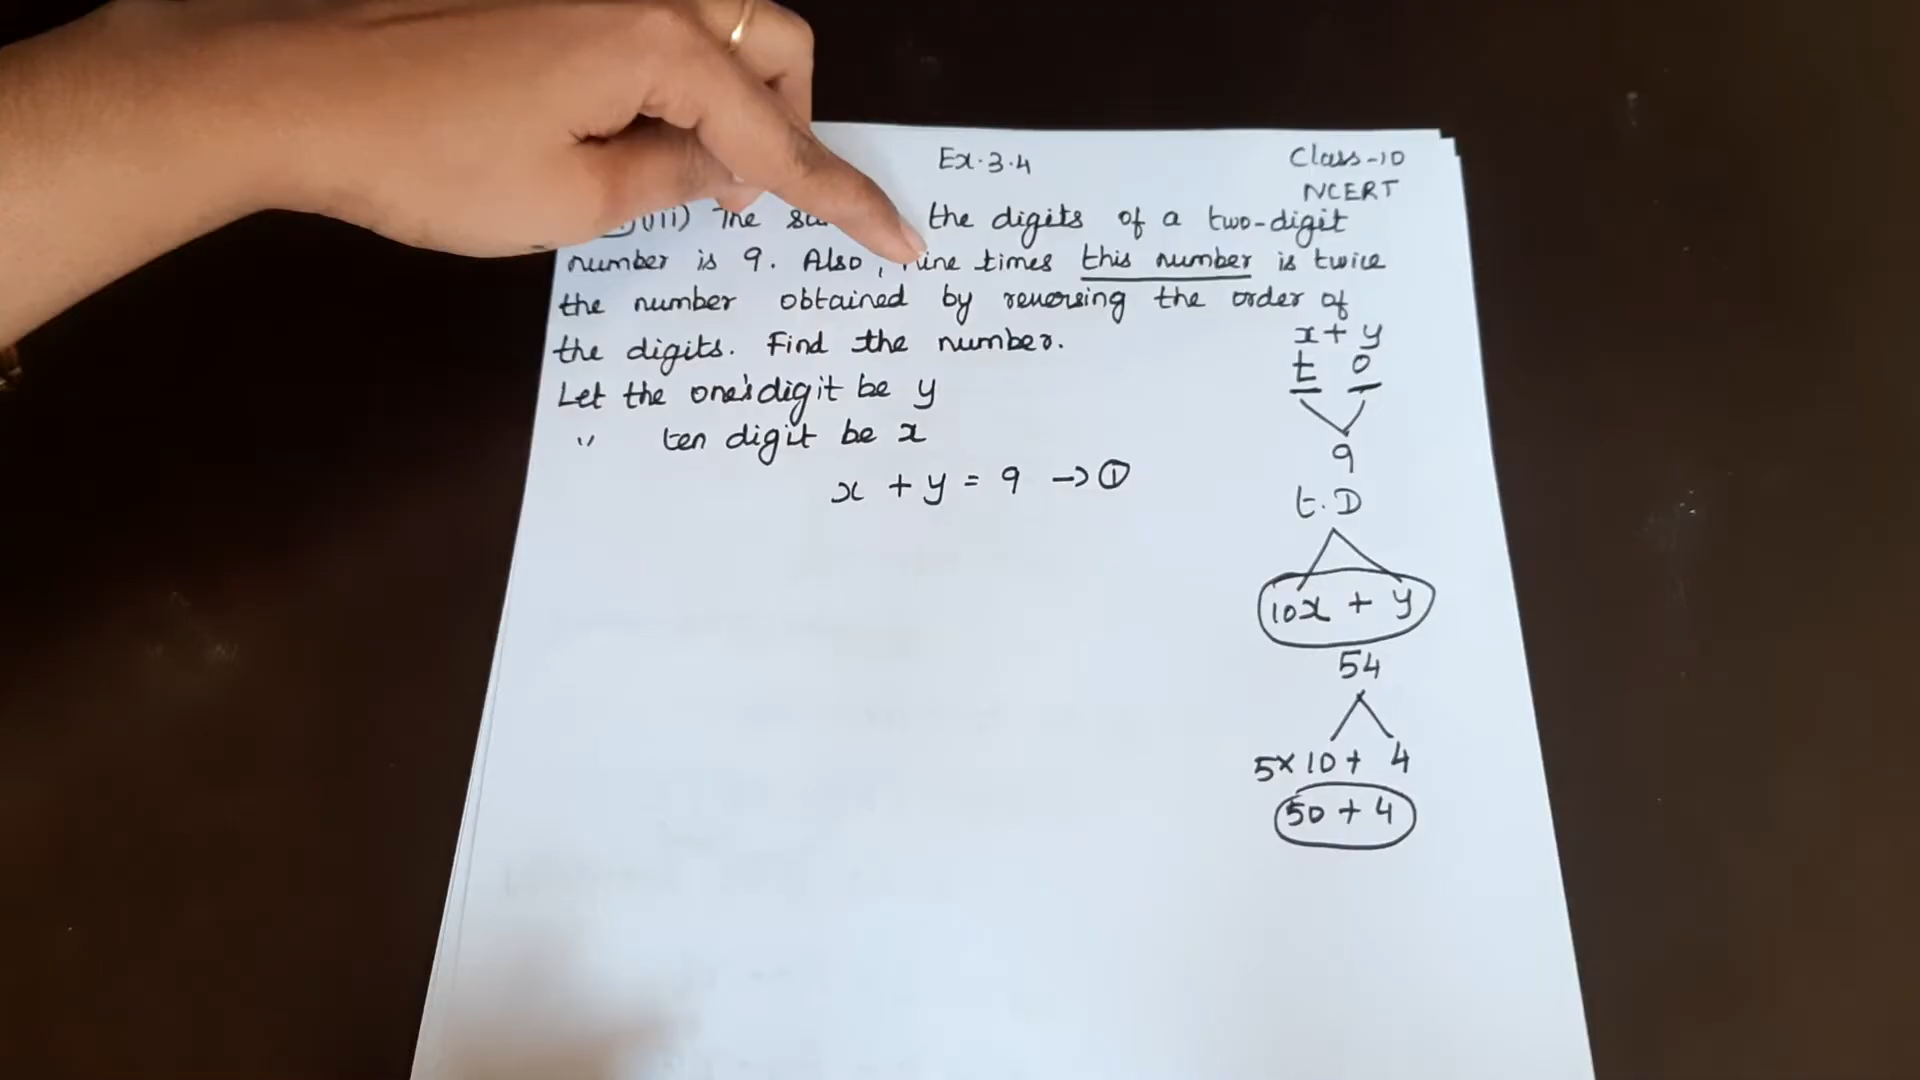 Ex.3.4
Class-10
NCERT
(iii) The the digits of a two-digit
number is 9. Also, nine times this number is twice
the number obtained by reversing the order of
the digits. Find the number.
x + y
t o
9
t.D
10x + y
54
5×10 + 4
50 + 4
Let the one's digit be y
" ten digit be x
x + y = 9 → ①